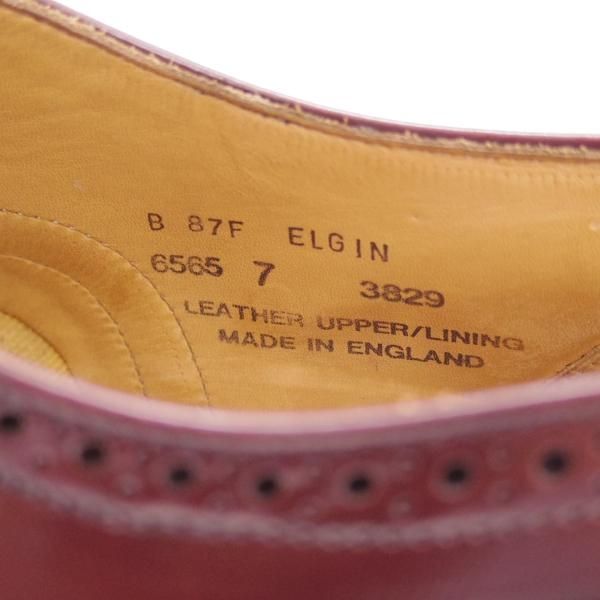 B 87F ELGIN
6565 7 3829
LEATHER UPPER/LINING
MADE IN ENGLAND